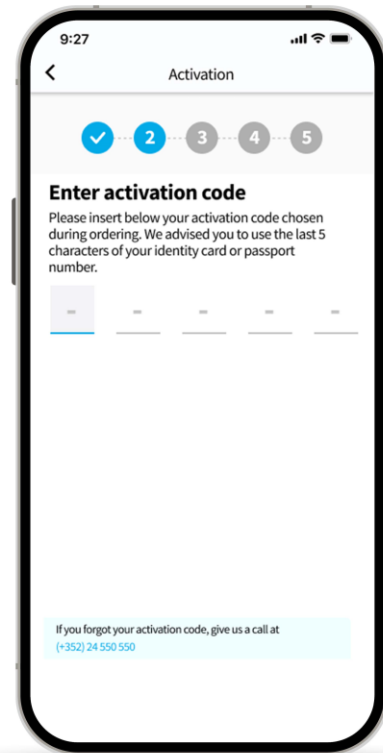 9:27
Activation
2 3 4 5
Enter activation code
Please insert below your activation code chosen
during ordering. We advised you to use the last 5
characters of your identity card or passport
number.
- - - - -
If you forgot your activation code, give us a call at
(+352) 24 550 550